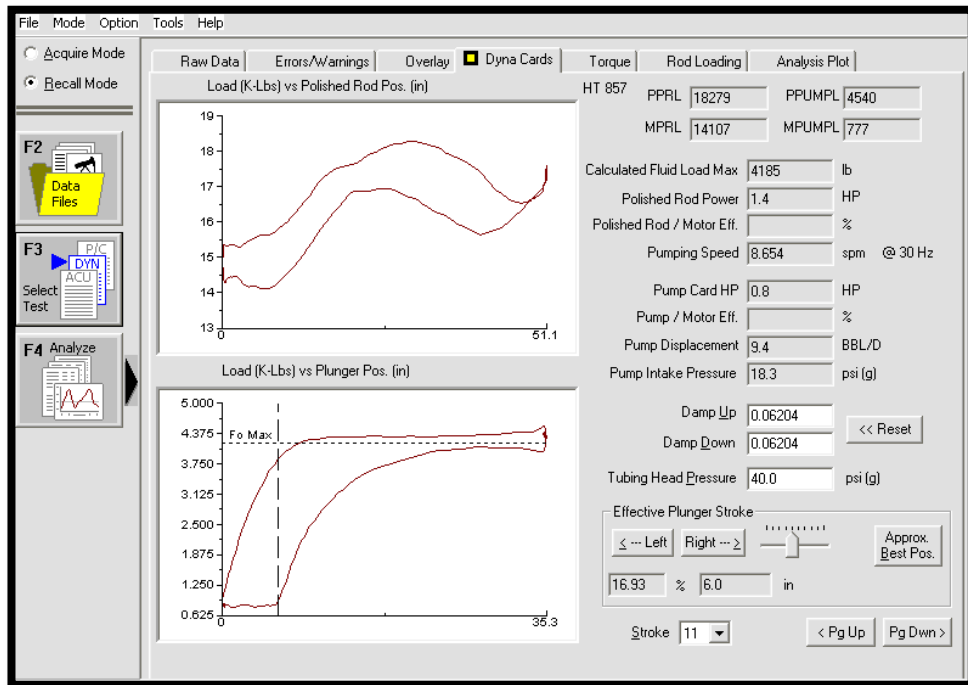 File Mode Option Tools Help
Acquire Mode
Recall Mode
F2
Data
Files
F3
P/C
DYN
ACU
Select
Test
F4 Analyze
Raw Data Errors/Warnings Overlay Dyna Cards Torque Rod Loading Analysis Plot
Load (K-Lbs) vs Polished Rod Pos. (in)
19
18
17
16
15
14
13
0 51.1
Load (K-Lbs) vs Plunger Pos. (in)
5.000
4.375
3.750
3.125
2.500
1.875
1.250
0.625
Fo Max
0 35.3
HT 857
PPRL 18279 PPUMPL 4540
MPRL 14107 MPUMPL 777
Calculated Fluid Load Max 4185 lb
Polished Rod Power 1.4 HP
Polished Rod / Motor Eff. %
Pumping Speed 8.654 spm @ 30 Hz
Pump Card HP 0.8 HP
Pump / Motor Eff. %
Pump Displacement 9.4 BBL/D
Pump Intake Pressure 18.3 psi (g)
Damp Up 0.06204
Damp Down 0.06204
<< Reset
Tubing Head Pressure 40.0 psi (g)
Effective Plunger Stroke
< --- Left Right --- >
Approx.
Best Pos.
16.93 % 6.0 in
Stroke 11 < Pg Up Pg Dwn >